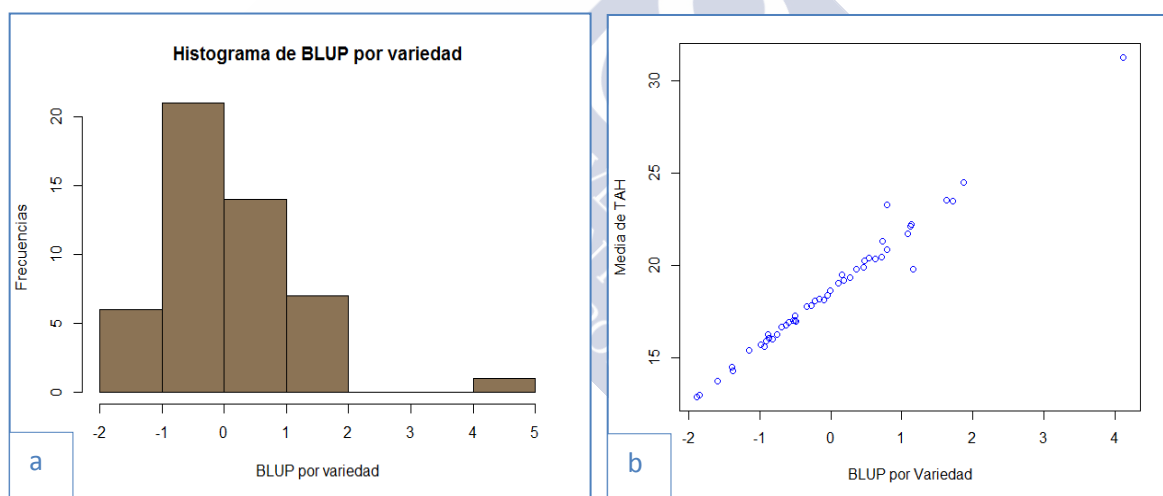 Histograma de BLUP por variedad
Frecuencias
20
15
10
5
0
-2 -1 0 1 2 3 4 5
BLUP por variedad
a
Media de TAH
30
25
20
15
-2 -1 0 1 2 3 4
BLUP por Variedad
b